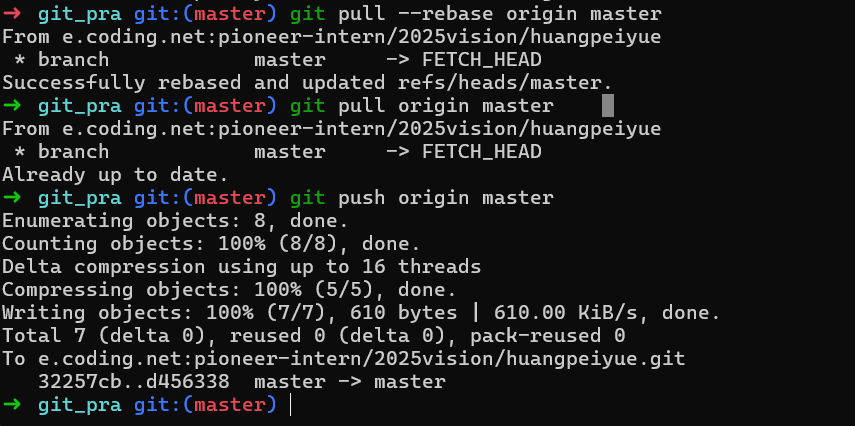 ➜ git_pra git:(master) git pull --rebase origin master
From e.coding.net:pioneer-intern/2025vision/huangpeiyue
 * branch            master     -> FETCH_HEAD
Successfully rebased and updated refs/heads/master.
➜ git_pra git:(master) git pull origin master
From e.coding.net:pioneer-intern/2025vision/huangpeiyue
 * branch            master     -> FETCH_HEAD
Already up to date.
➜ git_pra git:(master) git push origin master
Enumerating objects: 8, done.
Counting objects: 100% (8/8), done.
Delta compression using up to 16 threads
Compressing objects: 100% (5/5), done.
Writing objects: 100% (7/7), 610 bytes | 610.00 KiB/s, done.
Total 7 (delta 0), reused 0 (delta 0), pack-reused 0
To e.coding.net:pioneer-intern/2025vision/huangpeiyue.git
   32257cb..d456338  master -> master
➜ git_pra git:(master)